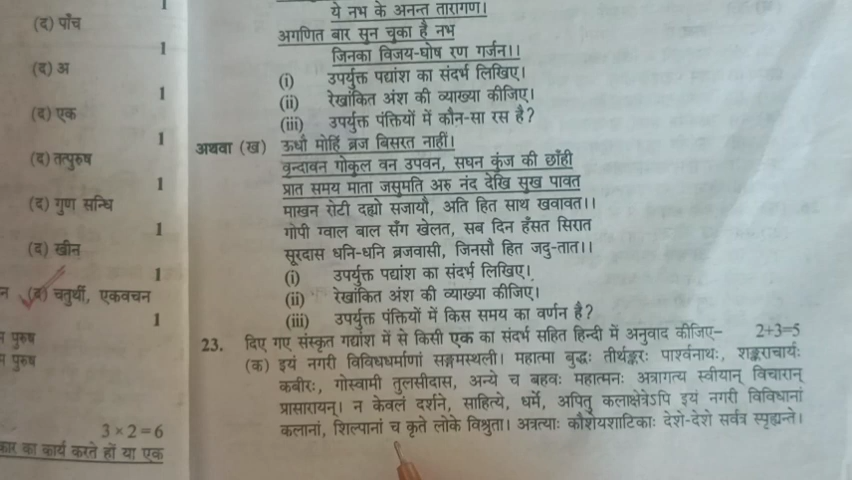 1
(द) पाँच
1
(द) अ
1
(द) एक
1
(द) तत्पुरुष
1
(द) गुण सन्धि
1
(द) खीन
1
(द) चतुर्थी, एकवचन
1
पुरुष
पुरुष
3 × 2 = 6
कार का कार्य करते हों या एक
ये नभ के अनन्त तारागण।
अगणित बार सुन चुका है नभ
जिनका विजय-घोष रण गर्जन।।
(i) उपर्युक्त पद्यांश का संदर्भ लिखिए।
(ii) रेखांकित अंश की व्याख्या कीजिए।
(iii) उपर्युक्त पंक्तियों में कौन-सा रस है?
अथवा (ख) ऊधौ मोहिं ब्रज बिसरत नाहीं।
वृन्दावन गोकुल वन उपवन, सघन कुंज की छाँही
प्रात समय माता जसुमति अरु नंद देखि सुख पावत
माखन रोटी दह्यो सजायौ, अति हित साथ खवावत।।
गोपी ग्वाल बाल सँग खेलत, सब दिन हँसत सिरात
सूरदास धनि-धनि ब्रजवासी, जिनसौ हित जदु-तात।।
(i) उपर्युक्त पद्यांश का संदर्भ लिखिए।
(ii) रेखांकित अंश की व्याख्या कीजिए।
(iii) उपर्युक्त पंक्तियों में किस समय का वर्णन है?
23. दिए गए संस्कृत गद्यांश में से किसी एक का संदर्भ सहित हिन्दी में अनुवाद कीजिए– 2+3=5
(क) इयं नगरी विविधधर्माणां सङ्गमस्थली। महात्मा बुद्धः तीर्थङ्करः पार्श्वनाथः, शङ्कराचार्यः
कबीरः, गोस्वामी तुलसीदास, अन्ये च बहवः महात्मनः अत्रागत्य स्वीयान् विचारान्
प्रासारायन्। न केवलं दर्शने, साहित्ये, धर्मे, अपितु कलाक्षेत्रेऽपि इयं नगरी विविधानां
कलानां, शिल्पानां च कृते लोके विश्रुता। अत्रत्याः कौशेयशाटिकाः देशे-देशे सर्वत्र स्पृह्यन्ते।